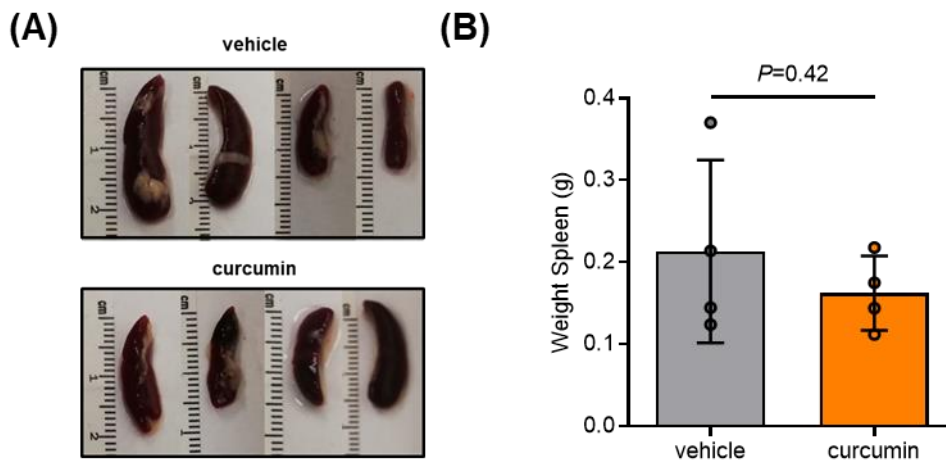 (A)
vehicle
cm
1
2
cm
cm
cm
curcumin
cm
1
2
cm
cm
cm
(B)
P=0.42
Weight Spleen (g)
0.4
0.3
0.2
0.1
0.0
vehicle
curcumin